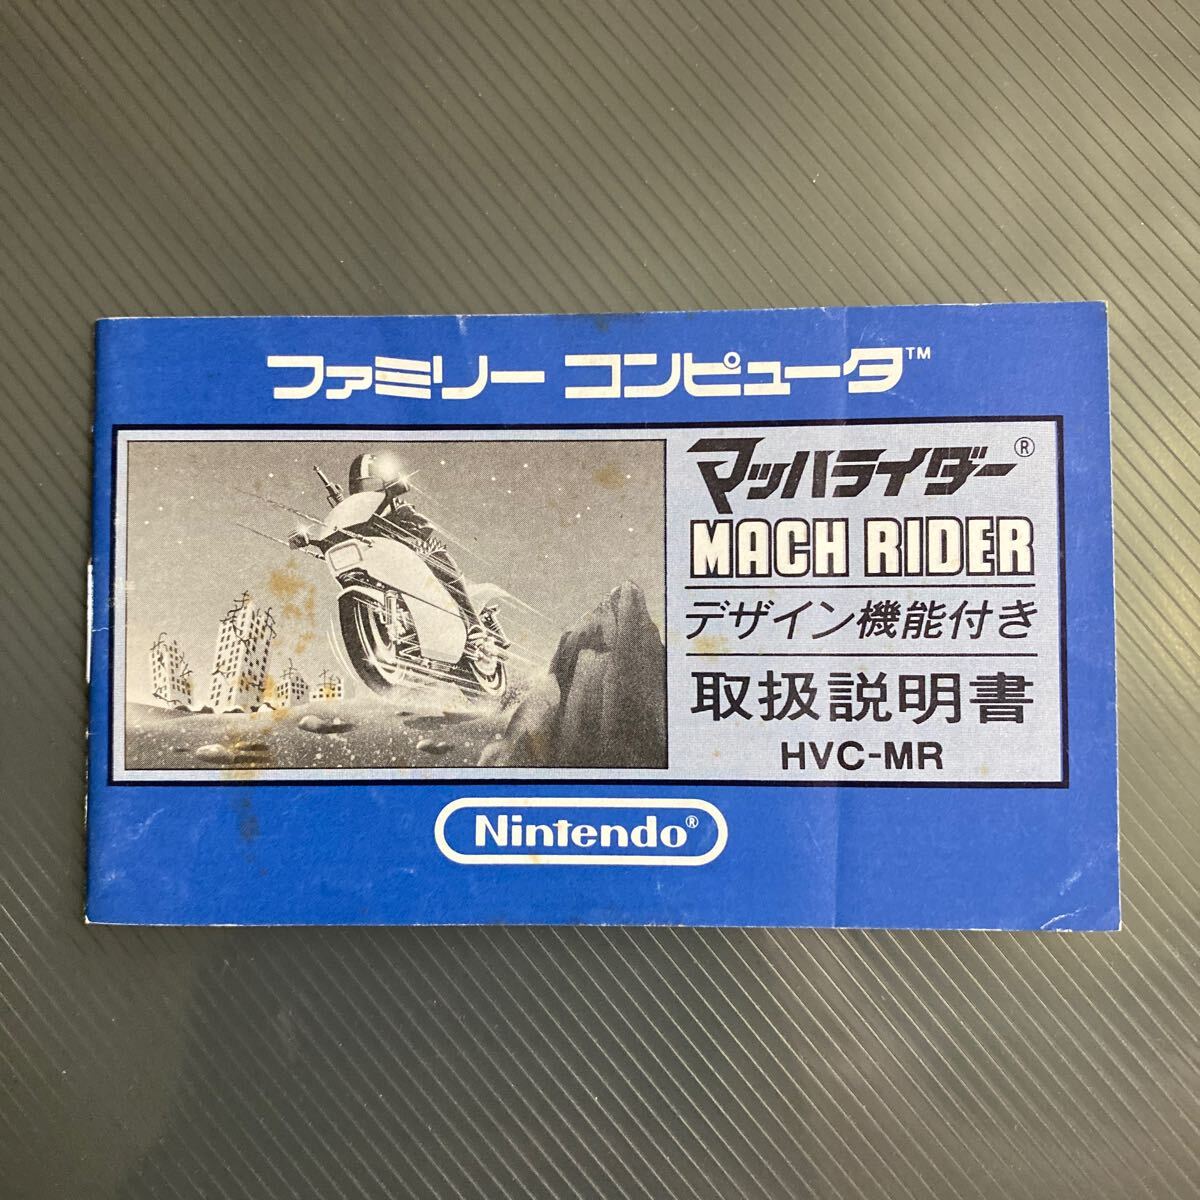 ファミリー コンピュータ™
マッハライダー®
MACH RIDER
デザイン機能付き
取扱説明書
HVC-MR
Nintendo®